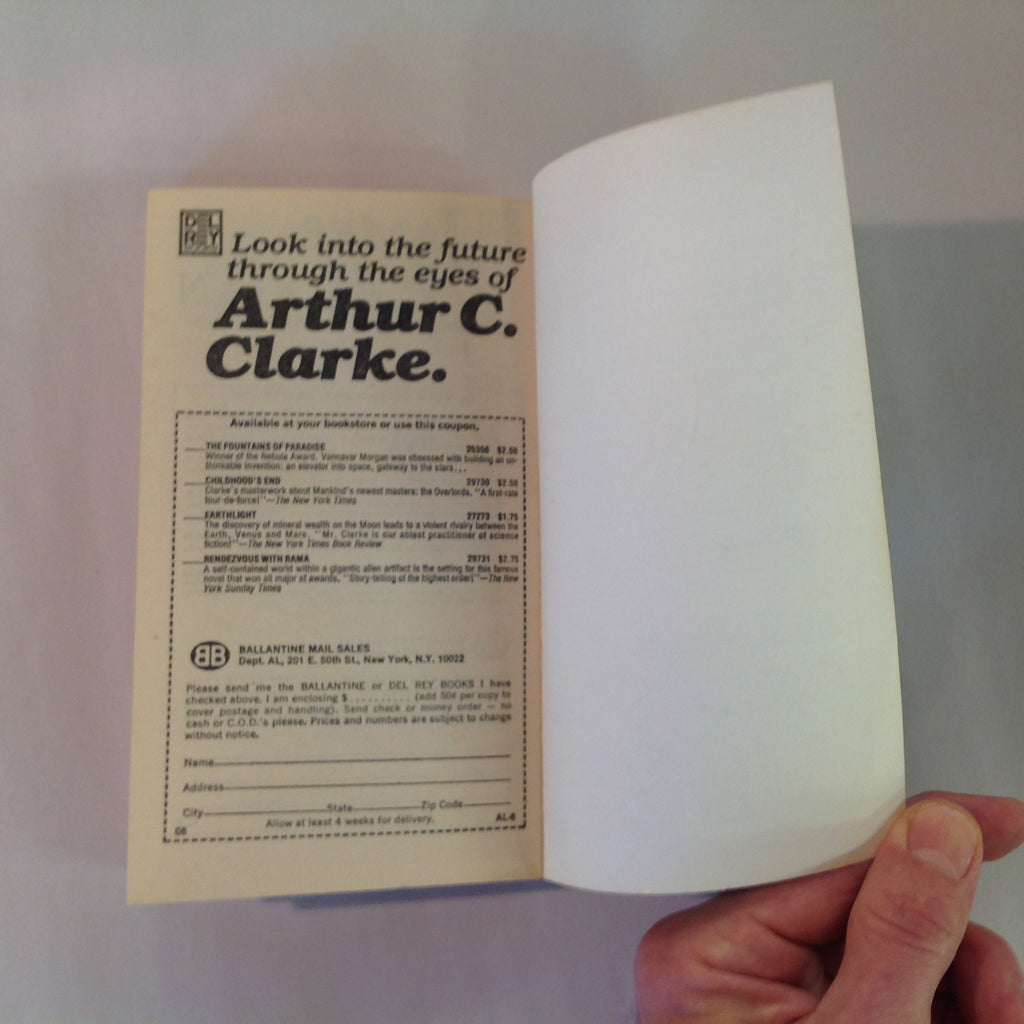 DEL
REY
Look into the future
through the eyes of
Arthur C.
Clarke.
Available at your bookstore or use this coupon.
THE FOUNTAINS OF PARADISE 25356 $2.50
Winner of the Nebula Award. Vannevar Morgan was obsessed with building an un-
thinkable invention: an elevator into space, gateway to the stars...
CHILDHOOD'S END 29730 $2.50
Clarke's masterwork about Mankind's newest masters: the Overlords. "A first-rate
tour-de-force!"—The New York Times
EARTHLIGHT 27273 $1.75
The discovery of mineral wealth on the Moon leads to a violent rivalry between the
Earth, Venus and Mars. "Mr. Clarke is our ablest practitioner of science
fiction!"—The New York Times Book Review
RENDEZVOUS WITH RAMA 29731 $2.75
A self-contained world within a gigantic alien artifact is the setting for this famous
novel that won all major sf awards. "Story-telling of the highest order!"—The New
York Sunday Times
BB BALLANTINE MAIL SALES
Dept. AL, 201 E. 50th St., New York, N.Y. 10022
Please send me the BALLANTINE or DEL REY BOOKS I have
checked above. I am enclosing $.......... (add 50¢ per copy to
cover postage and handling). Send check or money order — no
cash or C.O.D.'s please. Prices and numbers are subject to change
without notice.
Name
Address
City State Zip Code
08 Allow at least 4 weeks for delivery. AL-6